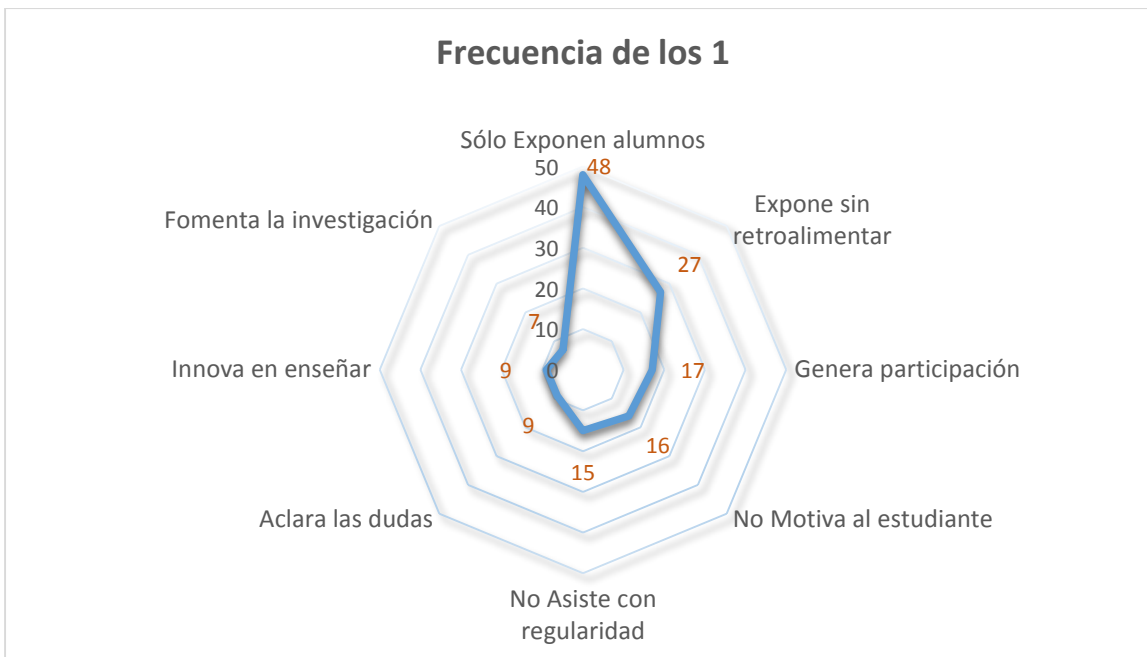 Frecuencia de los 1
Sólo Exponen alumnos
50
48
Expone sin
retroalimentar
Fomenta la investigación
40
30
27
20
7
10
Innova en enseñar
9
0
17
Genera participación
9
16
15
Aclara las dudas
No Motiva al estudiante
No Asiste con
regularidad